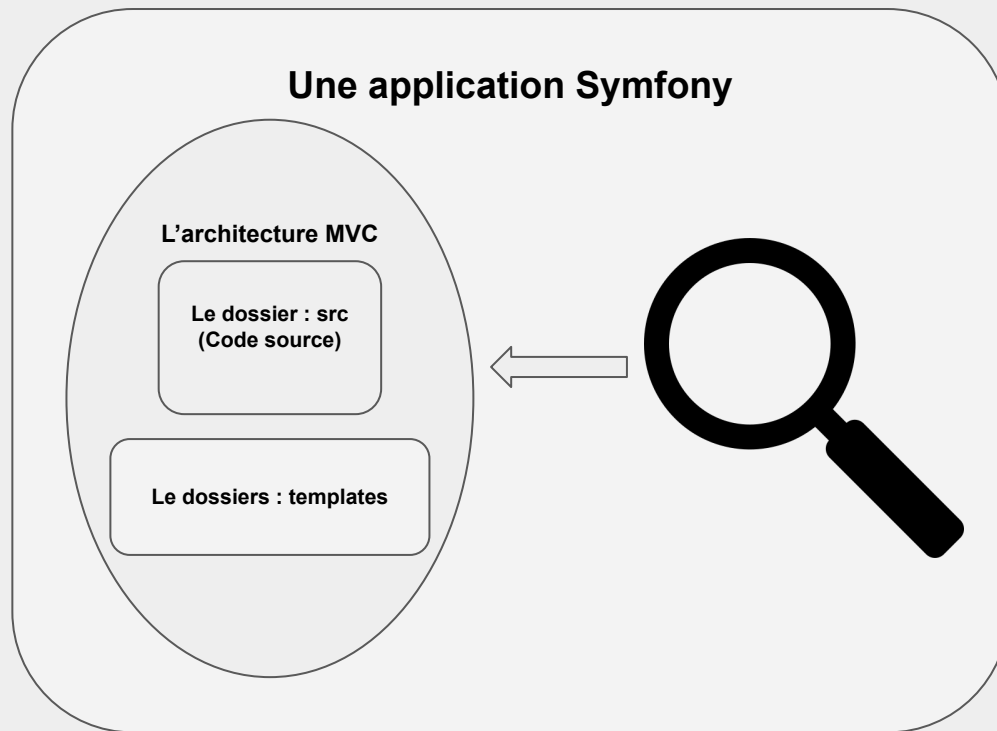 Une application Symfony
L'architecture MVC
Le dossier : src
(Code source)
Le dossiers : templates